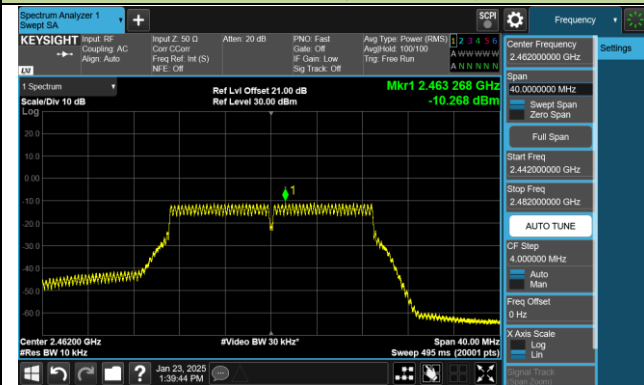 Spectrum Analyzer 1
Swept SA
SCPI
Frequency
KEYSIGHT
Input: RF
Coupling: AC
Align: Auto
Input Z: 50 Ω
Corr CCorr
Freq Ref: Int (S)
NFE: Off
Atten: 20 dB
PNO: Fast
Gate: Off
IF Gain: Low
Sig Track: Off
Avg Type: Power (RMS)
Avg|Hold: 100/100
Trig: Free Run
1 2 3 4 5 6
A W W W W W
A N N N N N
LXI
1 Spectrum
Scale/Div 10 dB
Log
Ref Lvl Offset 21.00 dB
Ref Level 30.00 dBm
Mkr1 2.463 268 GHz
-10.268 dBm
20.0
10.0
0.00
-10.0
-20.0
-30.0
-40.0
-50.0
-60.0
1
Center 2.46200 GHz
#Res BW 10 kHz
#Video BW 30 kHz*
Span 40.00 MHz
Sweep 495 ms (20001 pts)
Jan 23, 2025
1:39:44 PM
?
Center Frequency
2.462000000 GHz
Settings
Span
40.0000000 MHz
Swept Span
Zero Span
Full Span
Start Freq
2.442000000 GHz
Stop Freq
2.482000000 GHz
AUTO TUNE
CF Step
4.000000 MHz
Auto
Man
Freq Offset
0 Hz
X Axis Scale
Log
Lin
Signal Track
(Span Zoom)